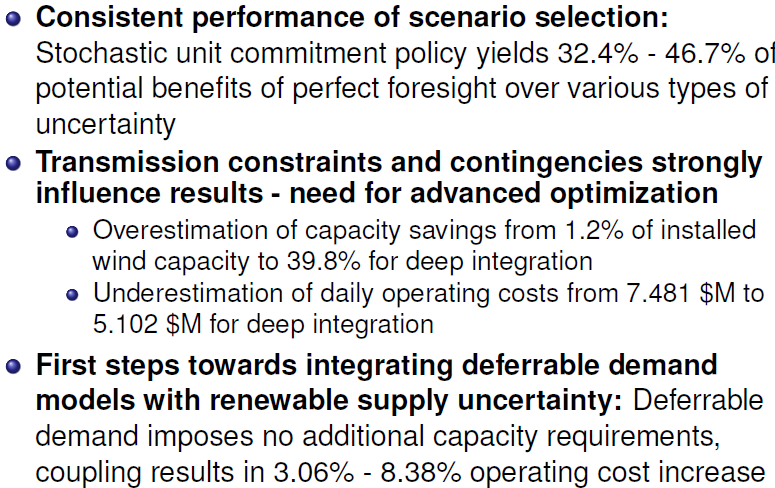 Consistent performance of scenario selection:
Stochastic unit commitment policy yields 32.4% - 46.7% of
potential benefits of perfect foresight over various types of
uncertainty
Transmission constraints and contingencies strongly
influence results - need for advanced optimization
Overestimation of capacity savings from 1.2% of installed
wind capacity to 39.8% for deep integration
Underestimation of daily operating costs from 7.481 $M to
5.102 $M for deep integration
First steps towards integrating deferrable demand
models with renewable supply uncertainty: Deferrable
demand imposes no additional capacity requirements,
coupling results in 3.06% - 8.38% operating cost increase